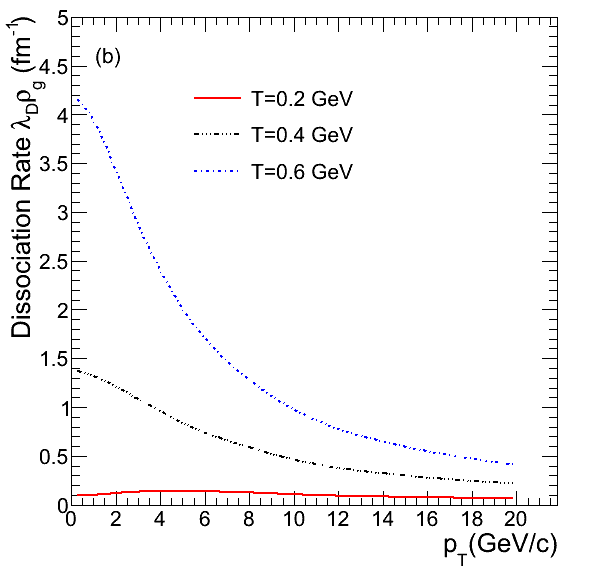 (b)
Dissociation Rate λ_Dρ_g (fm⁻¹)
5
4.5
4
3.5
3
2.5
2
1.5
1
0.5
0
T=0.2 GeV
T=0.4 GeV
T=0.6 GeV
0 2 4 6 8 10 12 14 16 18 20
p_T(GeV/c)